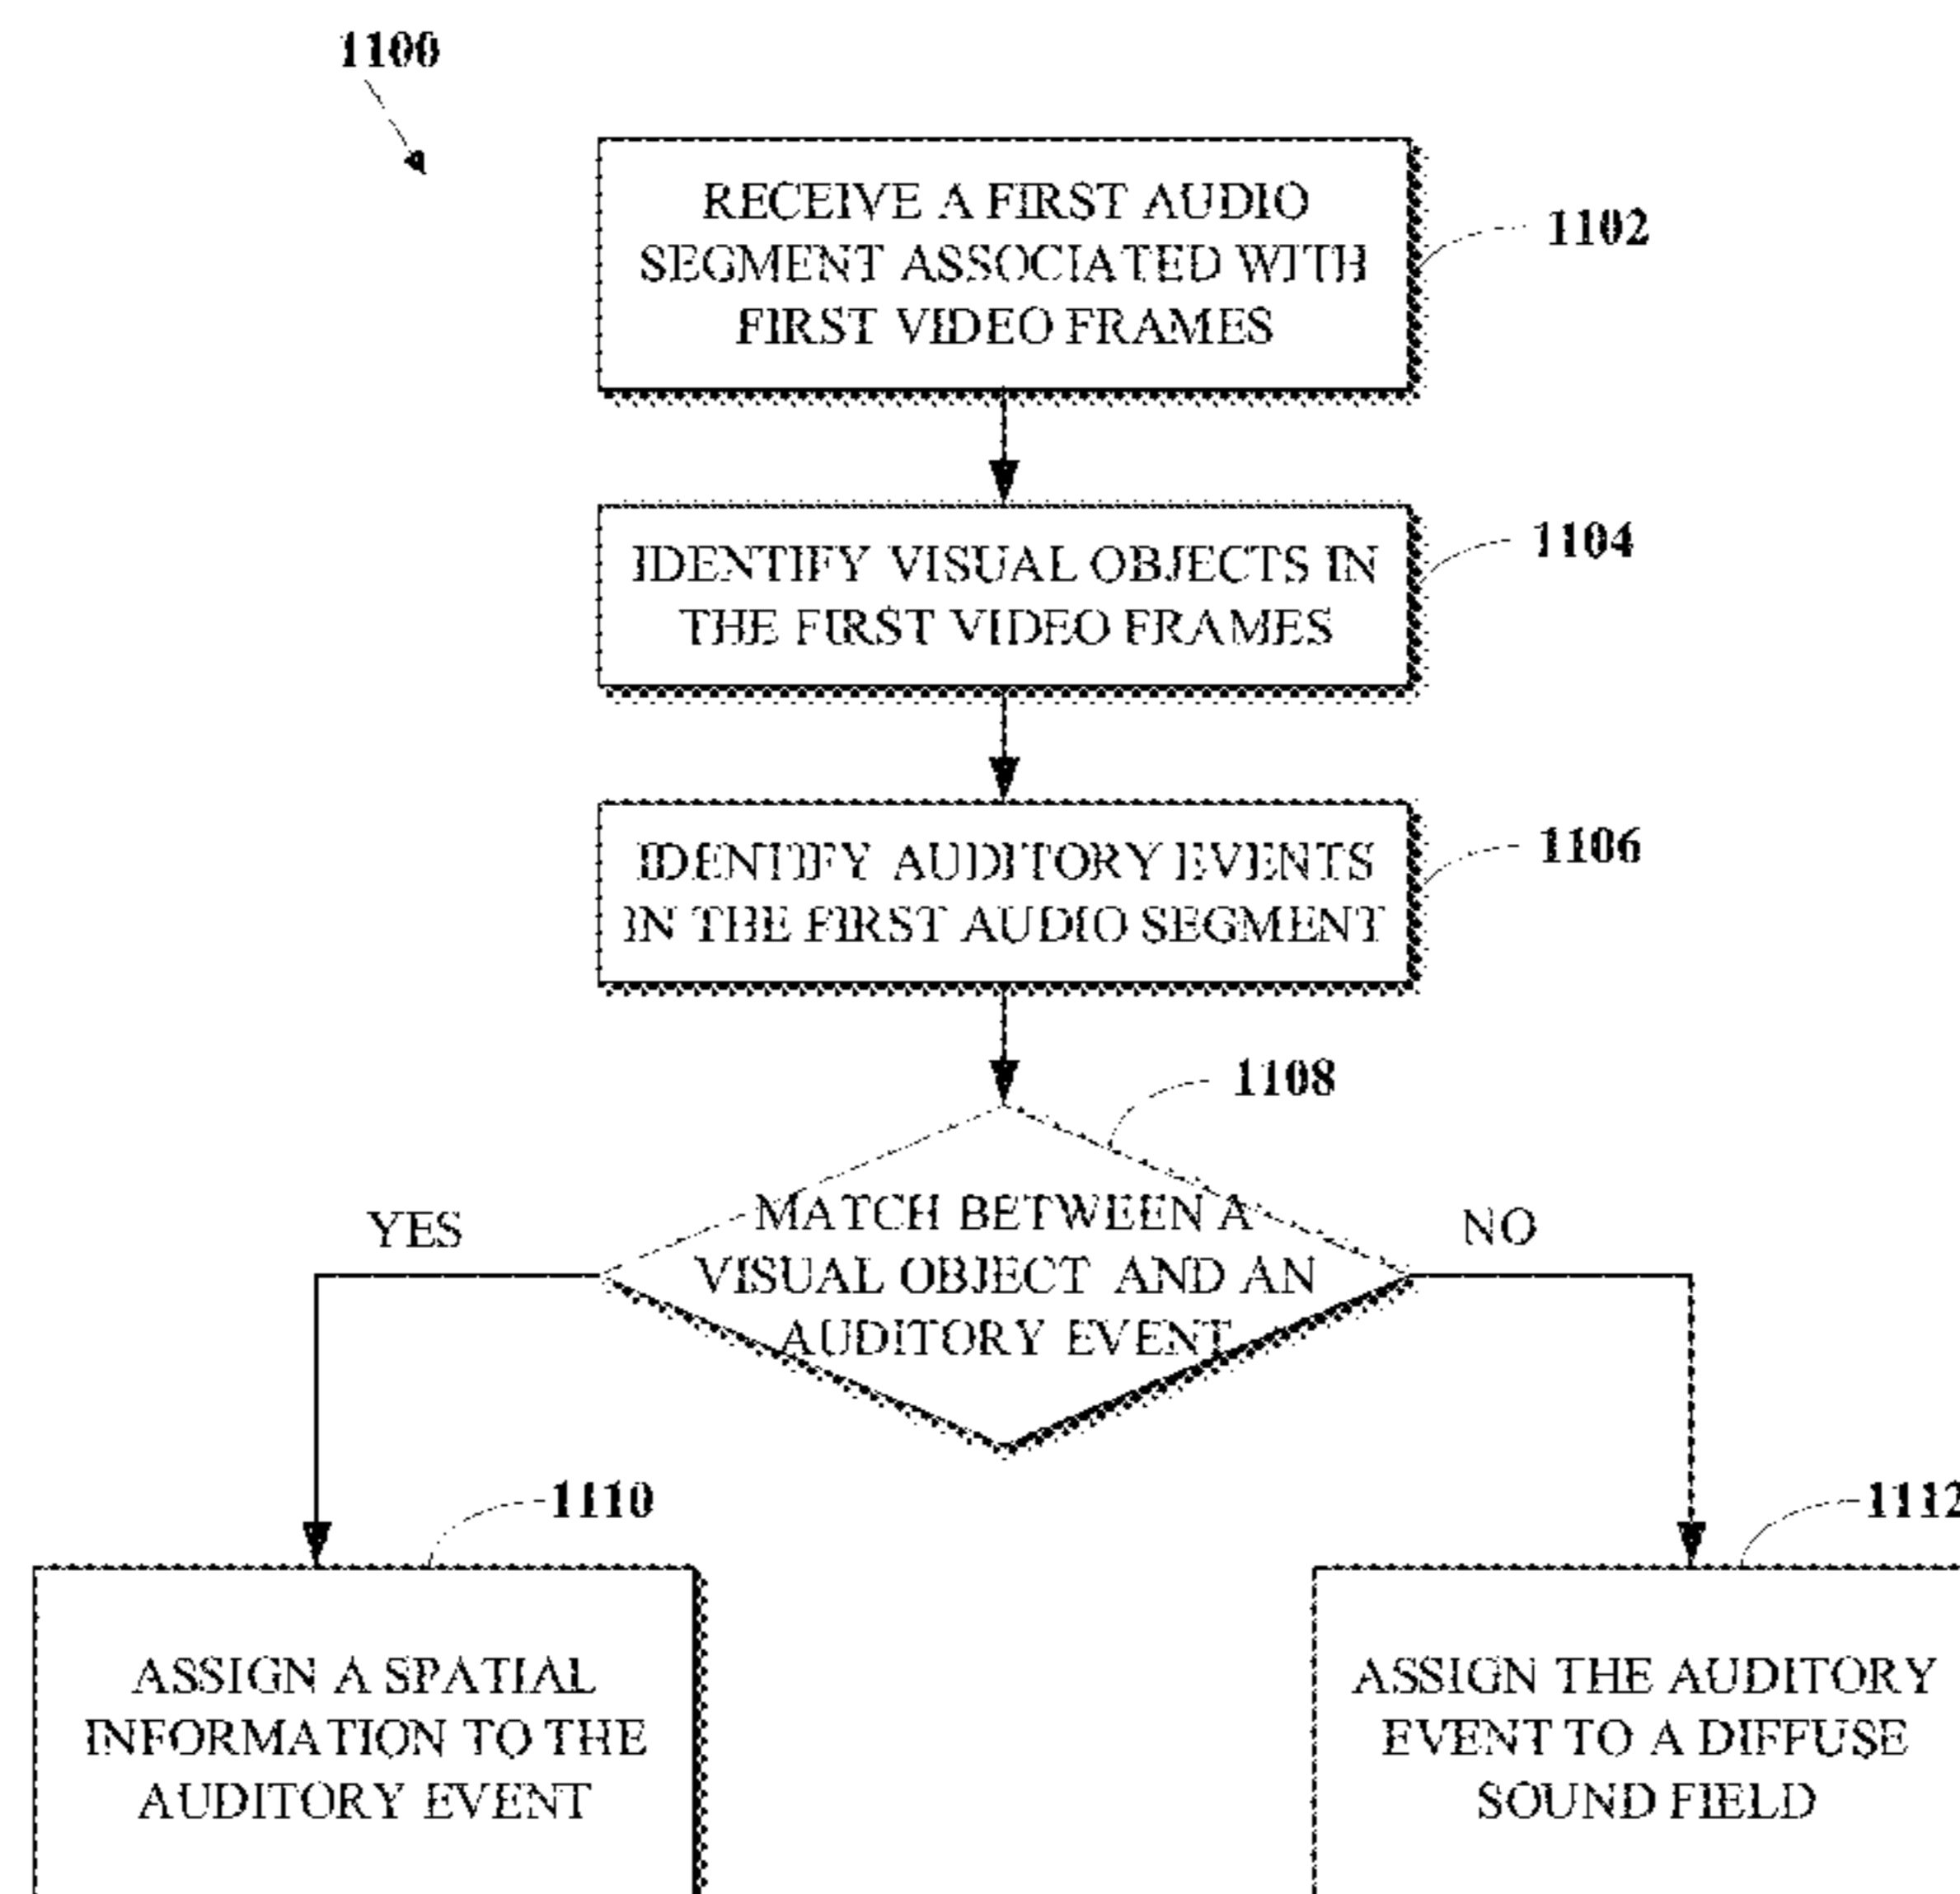 1100
RECEIVE A FIRST AUDIO
SEGMENT ASSOCIATED WITH
FIRST VIDEO FRAMES
1102
IDENTIFY VISUAL OBJECTS IN
THE FIRST VIDEO FRAMES
1104
IDENTIFY AUDITORY EVENTS
IN THE FIRST AUDIO SEGMENT
1106
1108
MATCH BETWEEN A
VISUAL OBJECT AND AN
AUDITORY EVENT
YES
NO
1110
ASSIGN A SPATIAL
INFORMATION TO THE
AUDITORY EVENT
1112
ASSIGN THE AUDITORY
EVENT TO A DIFFUSE
SOUND FIELD